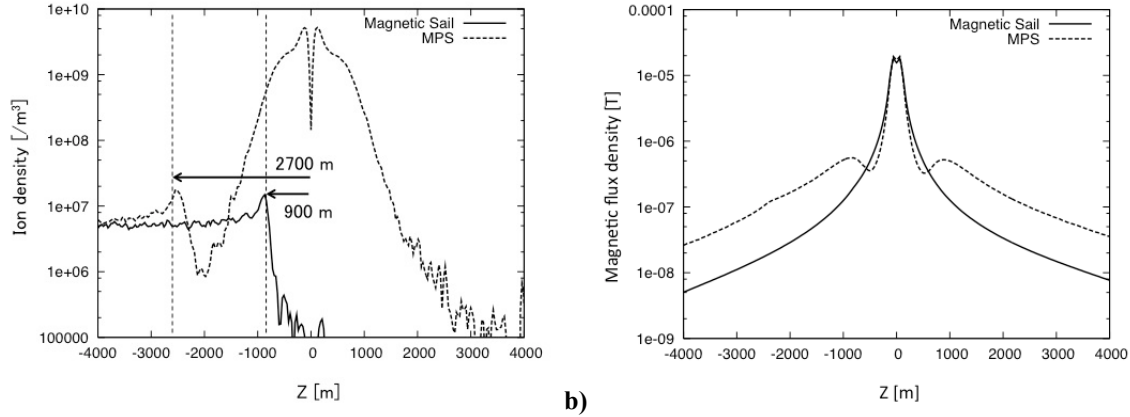 1e+10
1e+09
1e+08
1e+07
1e+06
100000
Ion density [/m³]
Magnetic Sail
MPS
2700 m
900 m
-4000 -3000 -2000 -1000 0 1000 2000 3000 4000
Z [m]
b)
0.0001
1e-05
1e-06
1e-07
1e-08
1e-09
Magnetic flux density [T]
Magnetic Sail
MPS
-4000 -3000 -2000 -1000 0 1000 2000 3000 4000
Z [m]